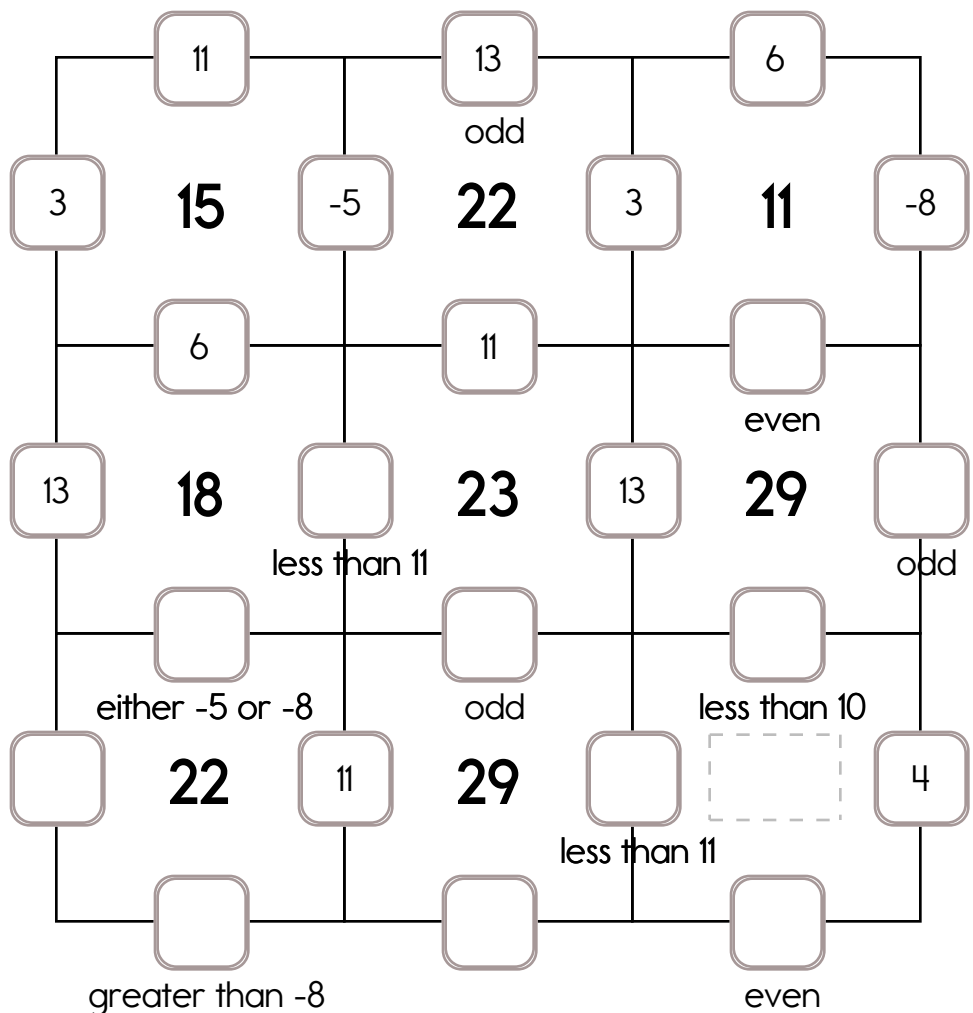 11 13 6
odd
3 15 -5 22 3 11 -8
6 11
even
13 18 23 13 29
less than 11 odd
either -5 or -8 odd less than 10
22 11 29 4
less than 11
greater than -8 even